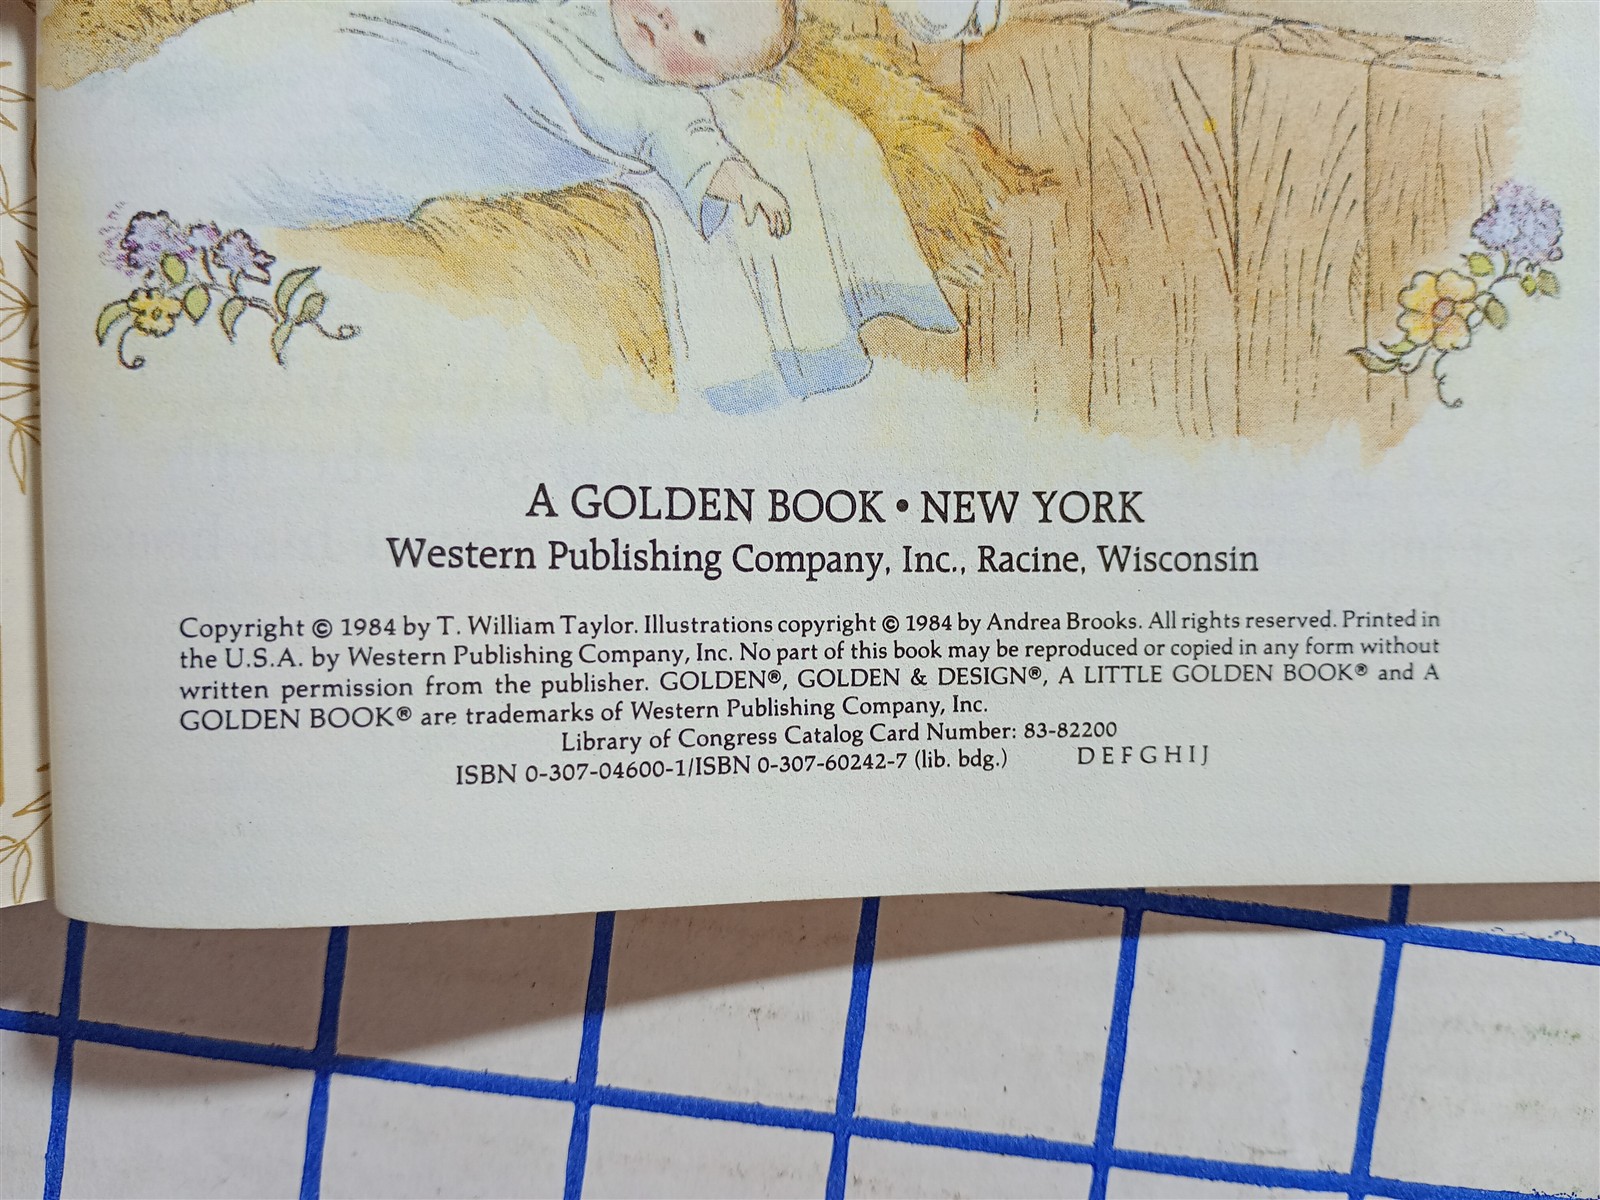 A GOLDEN BOOK • NEW YORK
Western Publishing Company, Inc., Racine, Wisconsin
Copyright © 1984 by T. William Taylor. Illustrations copyright © 1984 by Andrea Brooks. All rights reserved. Printed in
the U.S.A. by Western Publishing Company, Inc. No part of this book may be reproduced or copied in any form without
written permission from the publisher. GOLDEN®, GOLDEN & DESIGN®, A LITTLE GOLDEN BOOK® and A
GOLDEN BOOK® are trademarks of Western Publishing Company, Inc.
Library of Congress Catalog Card Number: 83-82200
ISBN 0-307-04600-1/ISBN 0-307-60242-7 (lib. bdg.) D E F G H I J